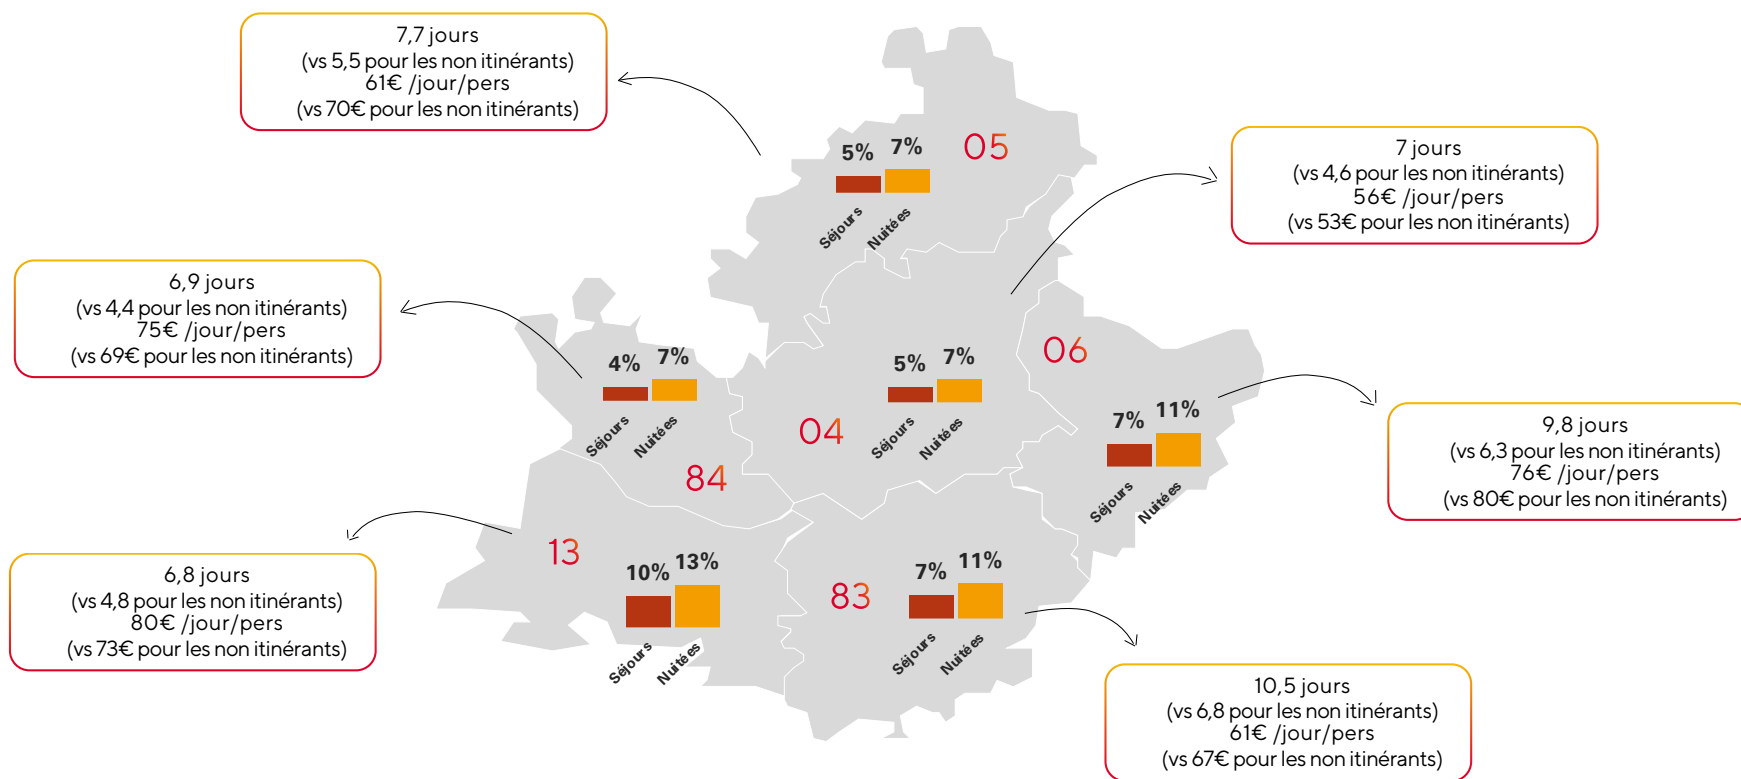 7,7 jours
(vs 5,5 pour les non itinérants)
61€ /jour/pers
(vs 70€ pour les non itinérants)
05
5% 7%
Séjours Nuitées
7 jours
(vs 4,6 pour les non itinérants)
56€ /jour/pers
(vs 53€ pour les non itinérants)
6,9 jours
(vs 4,4 pour les non itinérants)
75€ /jour/pers
(vs 69€ pour les non itinérants)
4% 7%
Séjours Nuitées
84
5% 7%
Séjours Nuitées
04
06
7% 11%
Séjours Nuitées
9,8 jours
(vs 6,3 pour les non itinérants)
76€ /jour/pers
(vs 80€ pour les non itinérants)
13
10% 13%
Séjours Nuitées
6,8 jours
(vs 4,8 pour les non itinérants)
80€ /jour/pers
(vs 73€ pour les non itinérants)
83
7% 11%
Séjours Nuitées
10,5 jours
(vs 6,8 pour les non itinérants)
61€ /jour/pers
(vs 67€ pour les non itinérants)